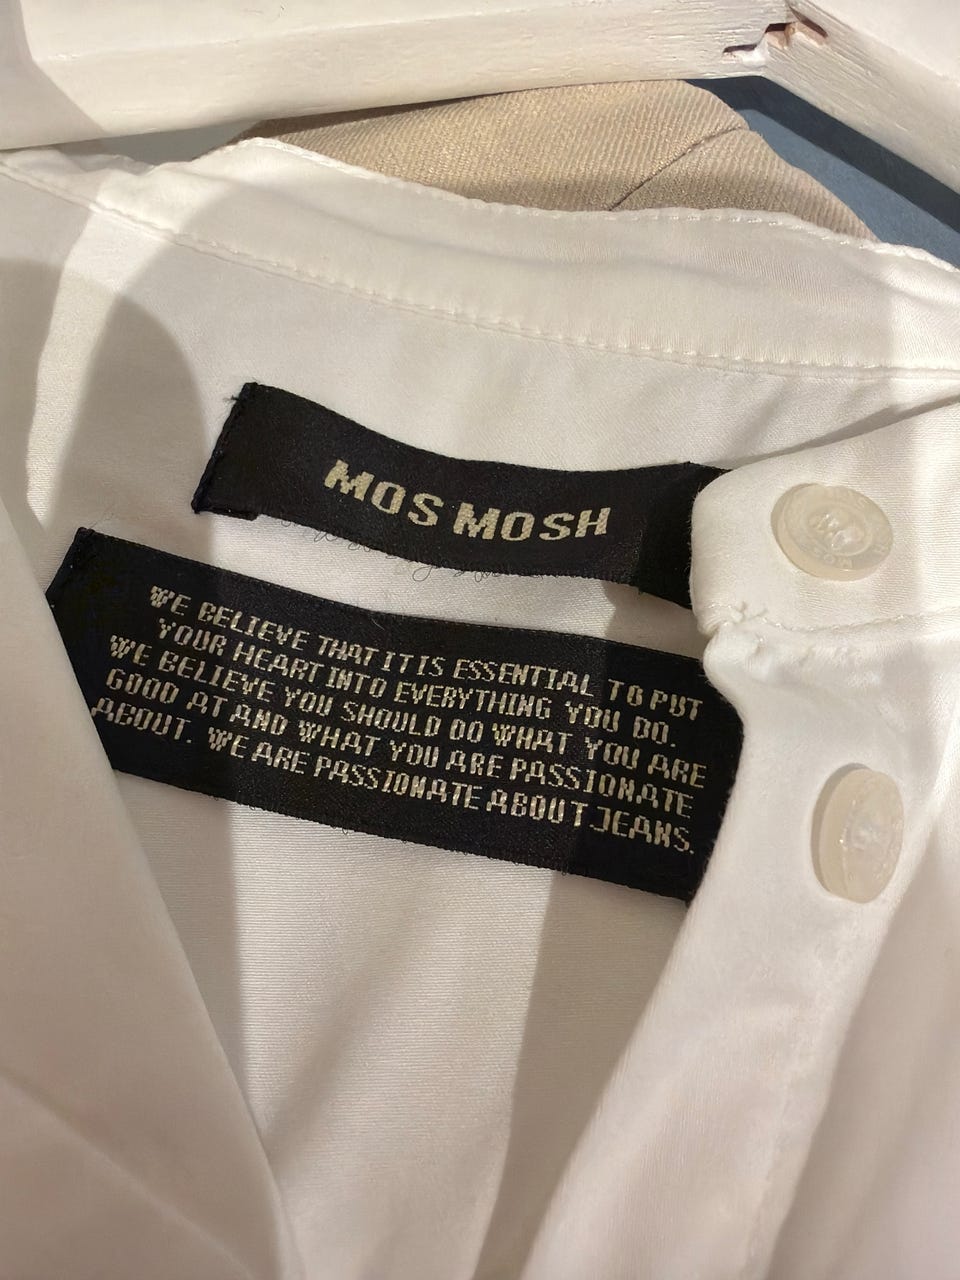 MOS MOSH
WE BELIEVE THAT IT IS ESSENTIAL TO PUT
YOUR HEART INTO EVERYTHING YOU DO.
WE BELIEVE YOU SHOULD DO WHAT YOU ARE
GOOD AT AND WHAT YOU ARE PASSIONATE
ABOUT. WE ARE PASSIONATE ABOUT JEANS.